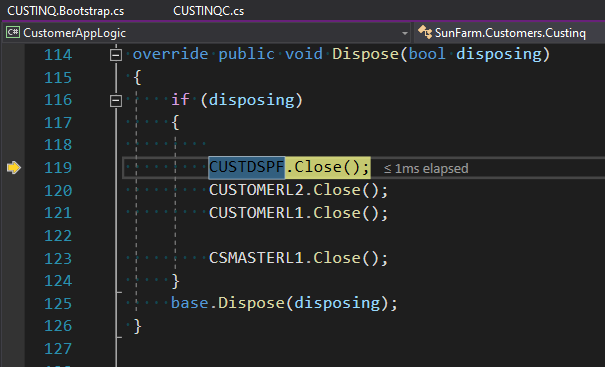 CUSTINQ.Bootstrap.cs CUSTINQC.cs
C# CustomerAppLogic SunFarm.Customers.Custinq
114 override public void Dispose(bool disposing)
115 {
116 if (disposing)
117 {
118
119 CUSTDSPF.Close(); ≤ 1ms elapsed
120 CUSTOMERL2.Close();
121 CUSTOMERL1.Close();
122
123 CSMASTERL1.Close();
124 }
125 base.Dispose(disposing);
126 }
127